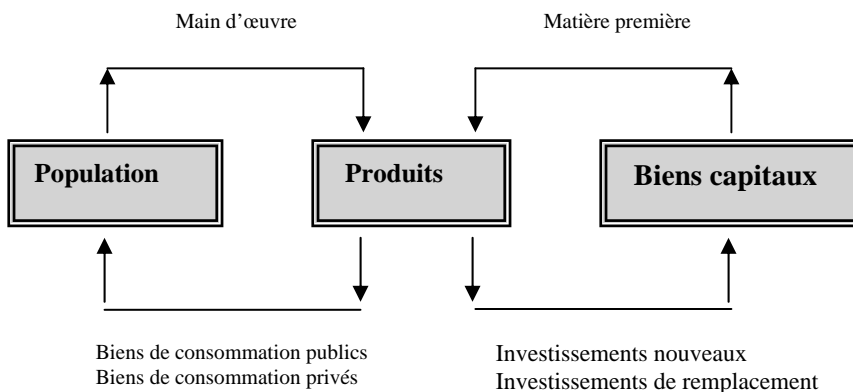 Main d’œuvre
Matière première
Population
Produits
Biens capitaux
Biens de consommation publics
Biens de consommation privés
Investissements nouveaux
Investissements de remplacement